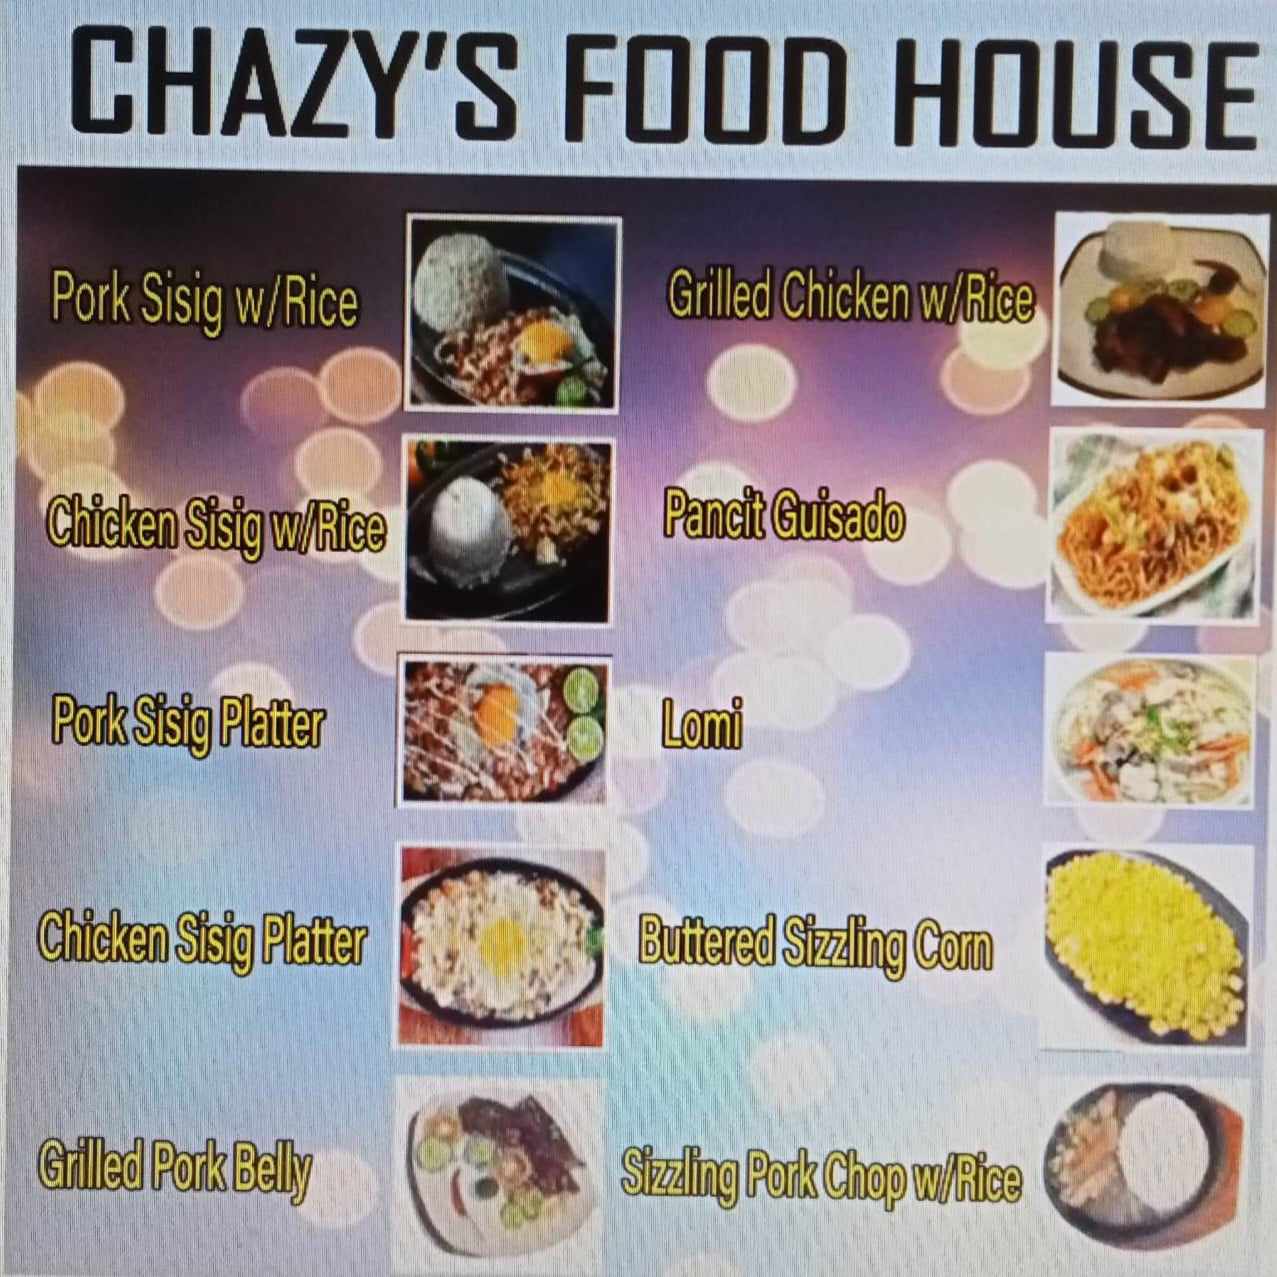 CHAZY'S FOOD HOUSE
Pork Sisig w/Rice
Chicken Sisig w/Rice
Pork Sisig Platter
Chicken Sisig Platter
Grilled Pork Belly
Grilled Chicken w/Rice
Pancit Guisado
Lomi
Buttered Sizzling Corn
Sizzling Pork Chop w/Rice